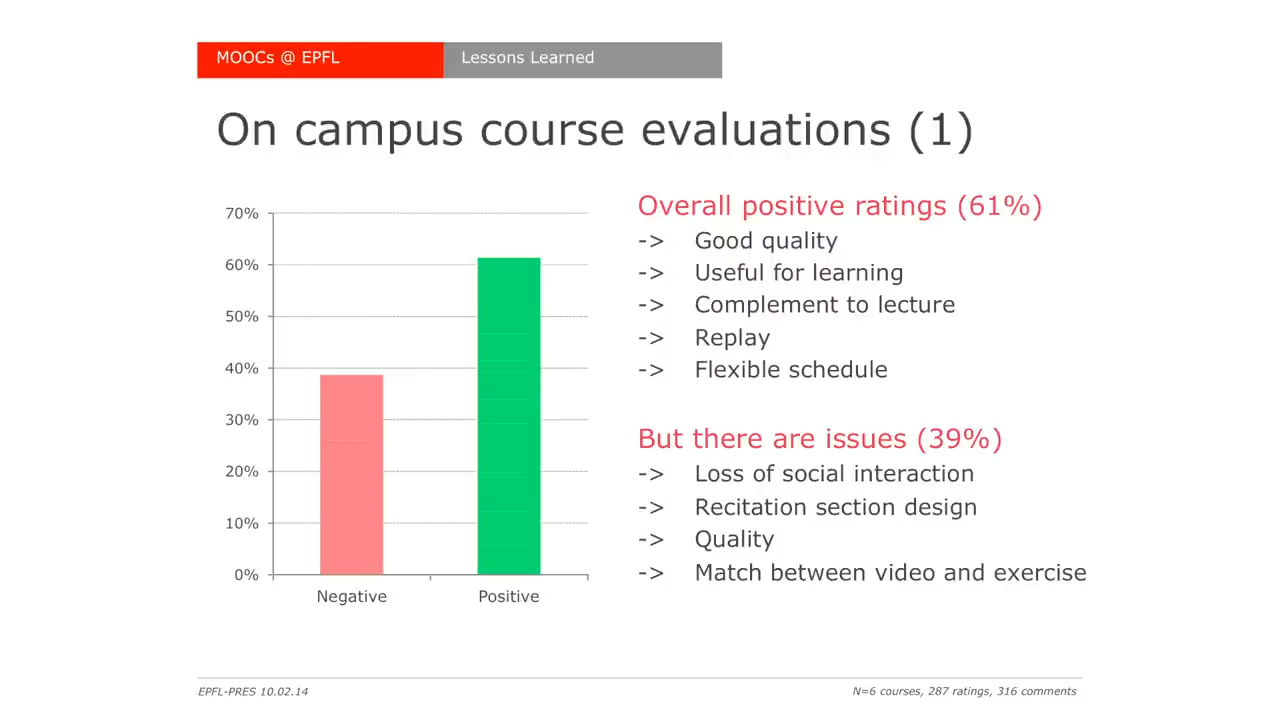 MOOCs @ EPFL
Lessons Learned
On campus course evaluations (1)
70%
60%
50%
40%
30%
20%
10%
0%
Negative
Positive
Overall positive ratings (61%)
-> Good quality
-> Useful for learning
-> Complement to lecture
-> Replay
-> Flexible schedule
But there are issues (39%)
-> Loss of social interaction
-> Recitation section design
-> Quality
-> Match between video and exercise
EPFL-PRES 10.02.14
N=6 courses, 287 ratings, 316 comments